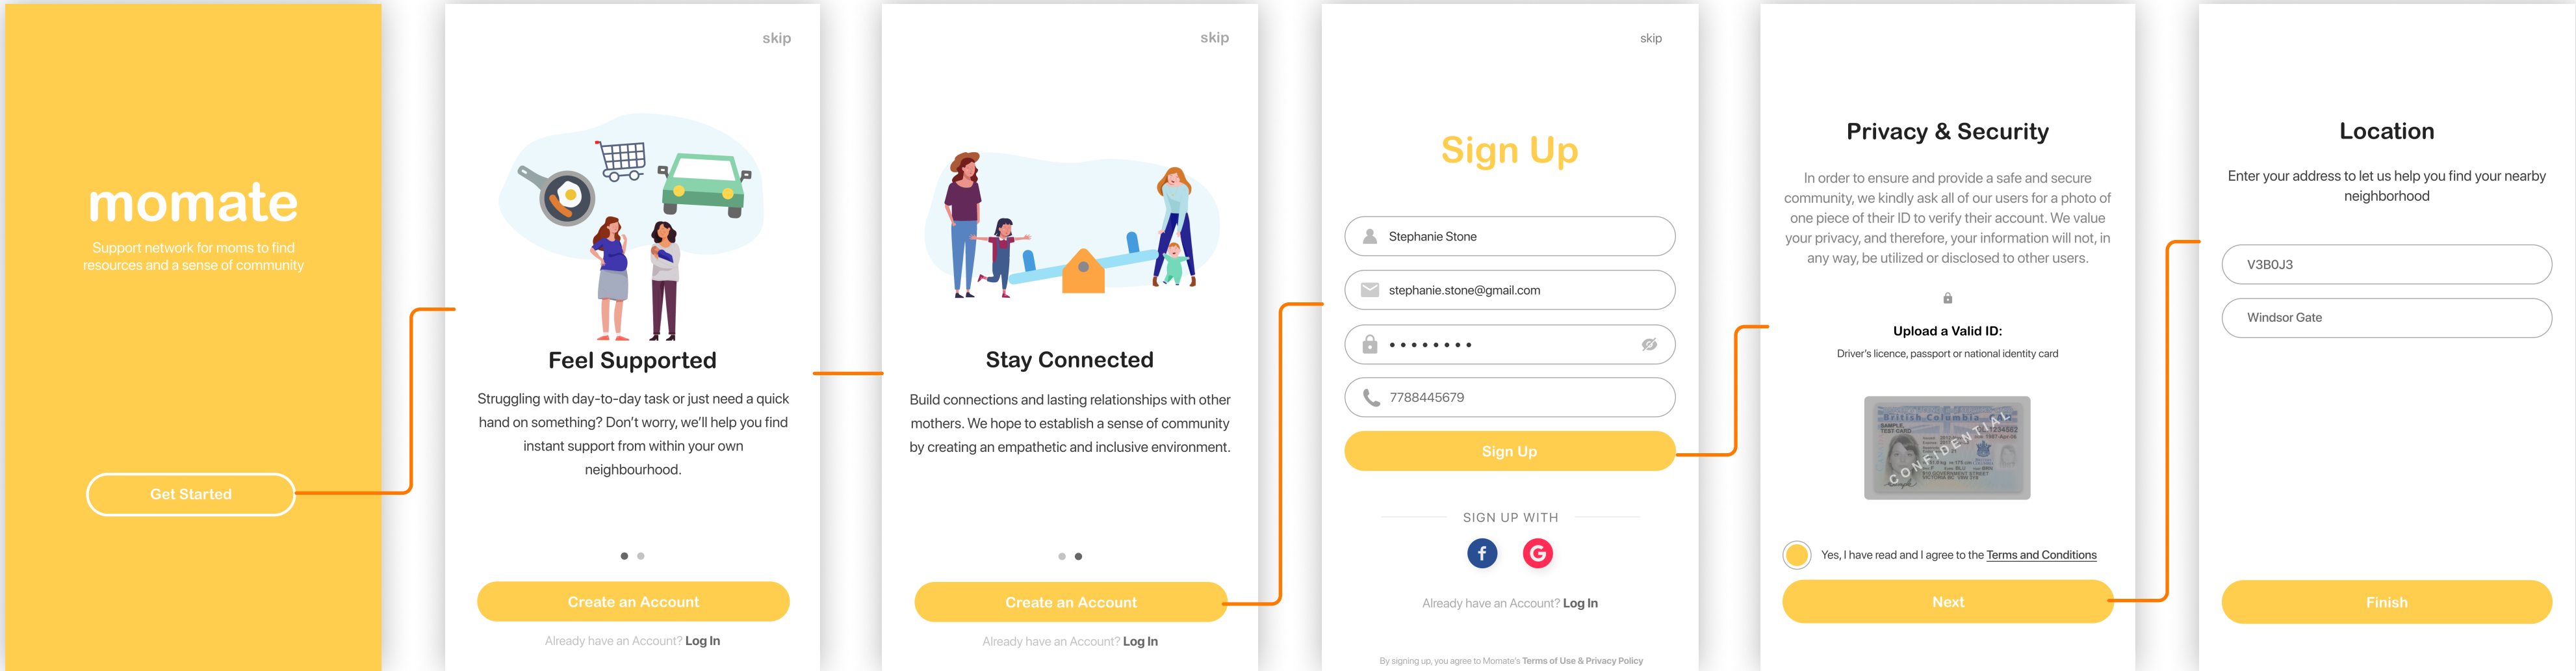 momate
Support network for moms to find
resources and a sense of community
Get Started
skip
Feel Supported
Struggling with day-to-day task or just need a quick
hand on something? Don't worry, we'll help you find
instant support from within your own
neighbourhood.
Create an Account
Already have an Account? Log In
skip
Stay Connected
Build connections and lasting relationships with other
mothers. We hope to establish a sense of community
by creating an empathetic and inclusive environment.
Create an Account
Already have an Account? Log In
skip
Sign Up
Stephanie Stone
stephanie.stone@gmail.com
7788445679
Sign Up
SIGN UP WITH
f G
Already have an Account? Log In
By signing up, you agree to Momate's Terms of Use & Privacy Policy
Privacy & Security
In order to ensure and provide a safe and secure
community, we kindly ask all of our users for a photo of
one piece of their ID to verify their account. We value
your privacy, and therefore, your information will not, in
any way, be utilized or disclosed to other users.
Upload a Valid ID:
Driver's licence, passport or national identity card
British Columbia
SAMPLE,
TEST CARD
CONFIDENTIAL
910 GOVERNMENT STREET
Yes, I have read and I agree to the Terms and Conditions
Next
Location
Enter your address to let us help you find your nearby
neighborhood
V3B0J3
Windsor Gate
Finish